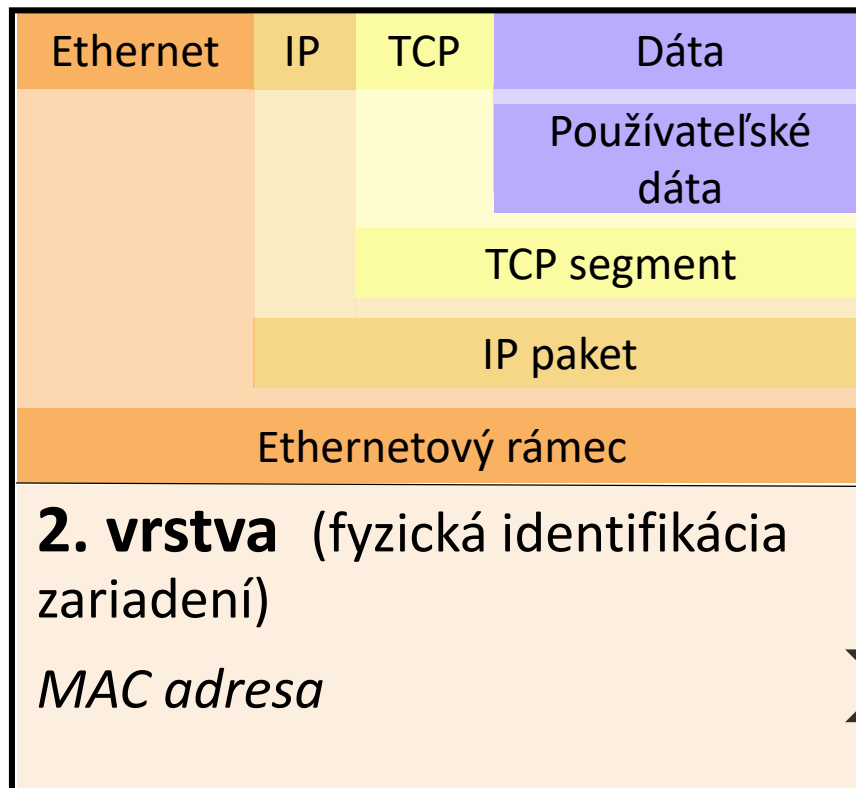 Ethernet IP TCP Dáta
Používateľské
dáta
TCP segment
IP paket
Ethernetový rámec
2. vrstva (fyzická identifikácia
zariadení)
MAC adresa